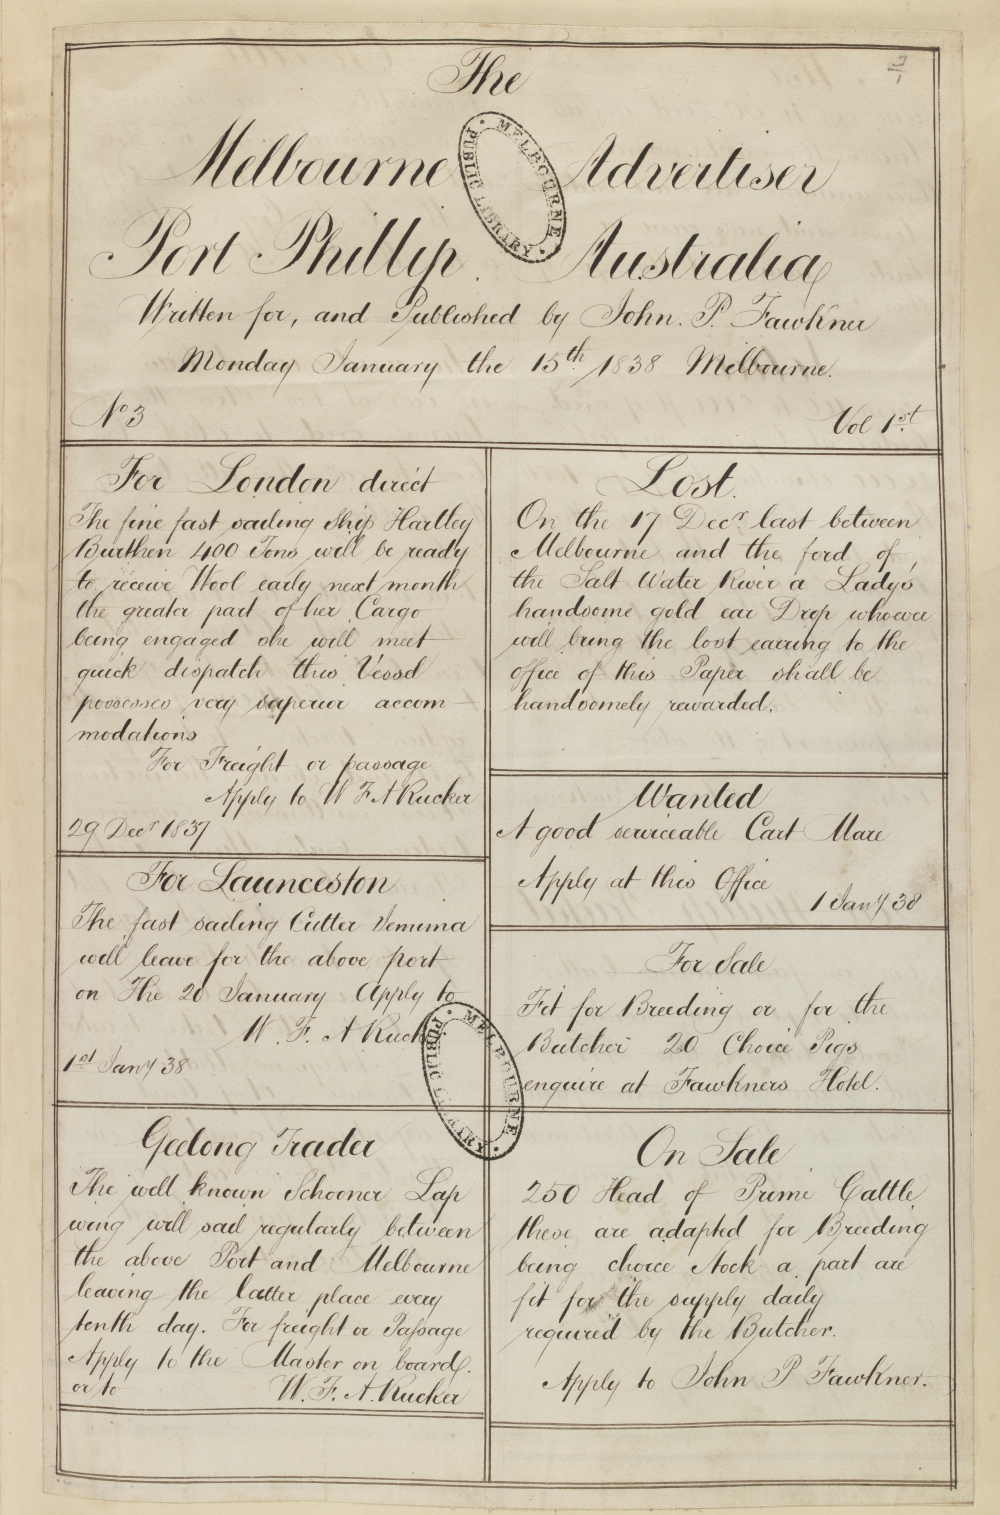 3/1
The
Melbourne Advertiser
Port Phillip. Australia
Written for, and Published by John. P. Fawkner
Monday January the 15th 1838 Melbourne.
No 3
Vol 1st.
For London direct
The fine fast sailing Ship Hartley
Burthen 400 Tons will be ready
to receive Wool early next month
the greater part of her Cargo
being engaged she will meet
quick dispatch this Vessel
possesses very superior accom-
modations
For Freight or passage
Apply to W F A Rucker
29 Decr 1837
For Launceston
The fast sailing Cutter Jemima
will leave for the above port
on The 20 January Apply to
W. F. A Rucker
1st Jany 38
Geelong Trader
The well known Schooner Lap
wing will sail regularly between
the above Port and Melbourne
leaving the latter place every
tenth day. For freight or Passage
Apply to the Master on board.
or to W. F. A. Rucker
Lost.
On the 17 Decr last between
Melbourne and the ford of
the Salt Water River a Lady's
handsome gold ear Drop whoever
will bring the lost earring to the
office of this Paper shall be
handsomely rewarded.
Wanted
A good serviceable Cart Mare
Apply at this Office
1 Jany 38
For Sale
Fit for Breeding or for the
Butcher 20 Choice Pigs
enquire at Fawkners Hotel.
On Sale
250 Head of Prime Cattle
these are adapted for Breeding
being choice Stock a part are
fit for the supply daily
required by the Butcher.
Apply to John P Fawkner.
MELBOURNE PUBLIC LIBRARY
MELBOURNE PUBLIC LIBRARY